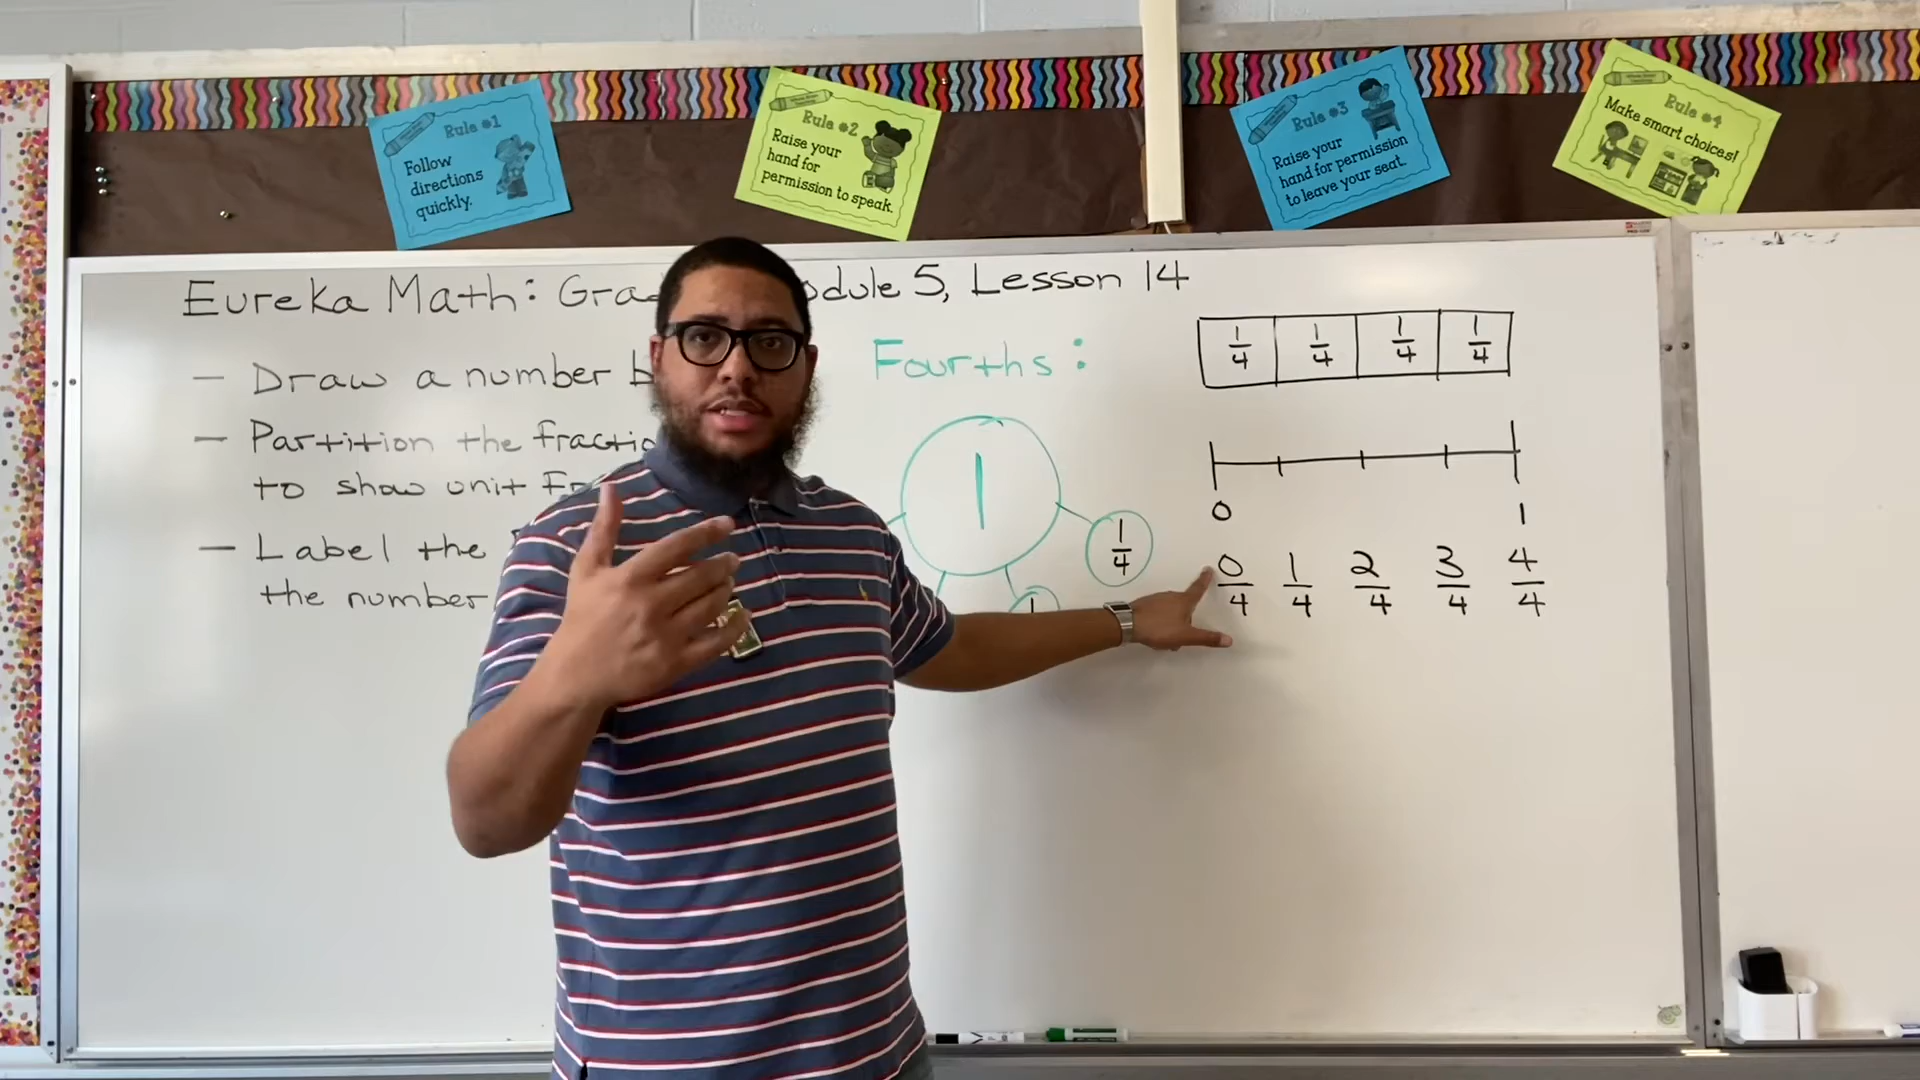 Rule #1
Follow
directions
quickly.
Rule #2
Raise your
hand for
permission to speak.
Rule #3
Raise your
hand for permission
to leave your seat.
Rule #4
Make smart choices!
Eureka Math: Gra odule 5, Lesson 14
- Draw a number b
- Partition the fractio
to show unit Fr
- Label the
the number
Fourths:
1
1/4
1/4 1/4 1/4 1/4
0 1
0/4 1/4 2/4 3/4 4/4